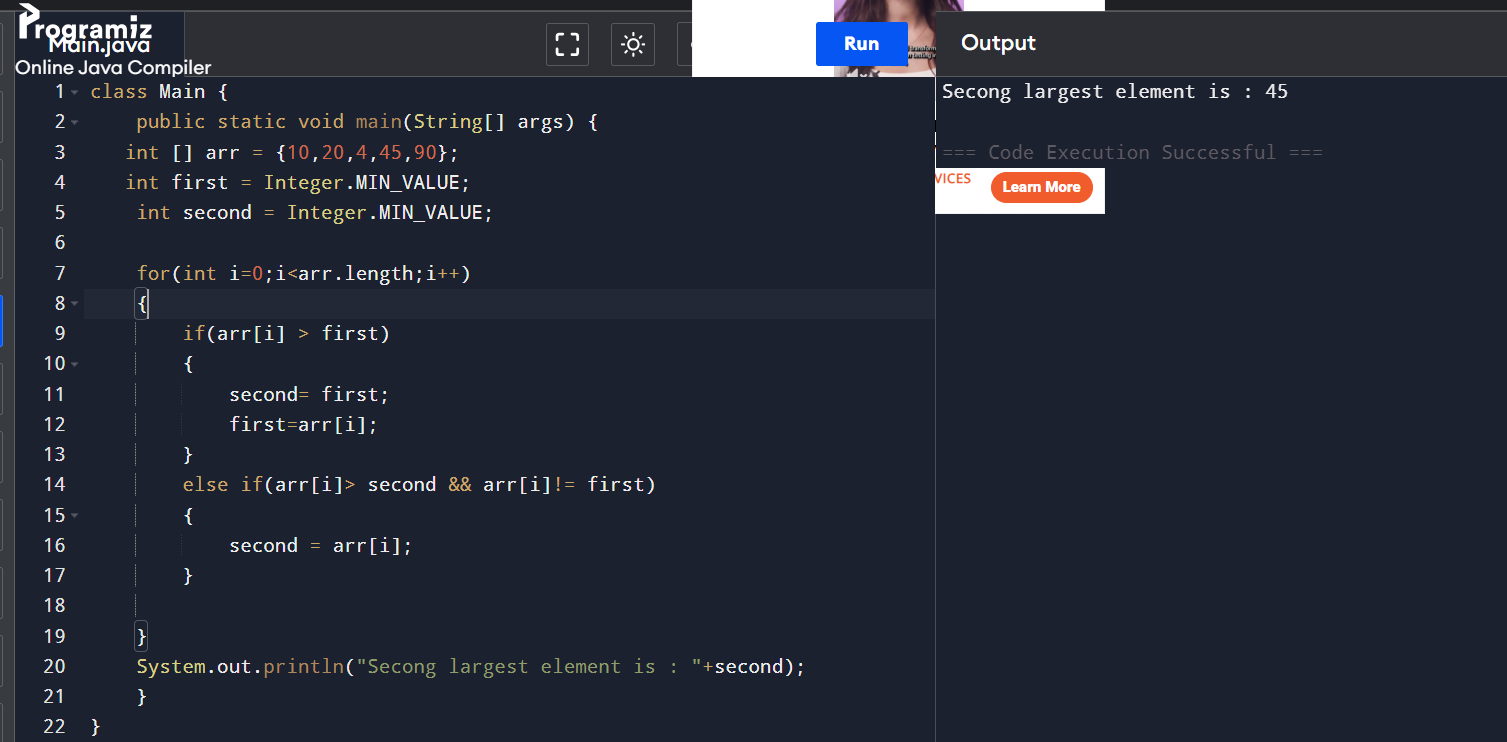 Programiz
Main.java
Online Java Compiler
Run
Output
1 class Main {
2 public static void main(String[] args) {
3 int [] arr = {10,20,4,45,90};
4 int first = Integer.MIN_VALUE;
5 int second = Integer.MIN_VALUE;
6
7 for(int i=0;i<arr.length;i++)
8 {
9 if(arr[i] > first)
10 {
11 second= first;
12 first=arr[i];
13 }
14 else if(arr[i]> second && arr[i]!= first)
15 {
16 second = arr[i];
17 }
18
19 }
20 System.out.println("Secong largest element is : "+second);
21 }
22 }
Secong largest element is : 45
=== Code Execution Successful ===
VICES
Learn More